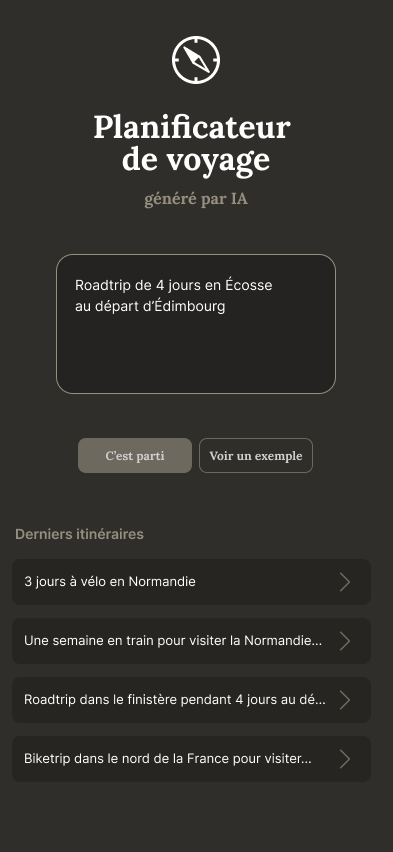 Planificateur
de voyage
généré par IA
Roadtrip de 4 jours en Écosse
au départ d’Édimbourg
C’est parti
Voir un exemple
Derniers itinéraires
3 jours à vélo en Normandie
Une semaine en train pour visiter la Normandie...
Roadtrip dans le finistère pendant 4 jours au dé...
Biketrip dans le nord de la France pour visiter...